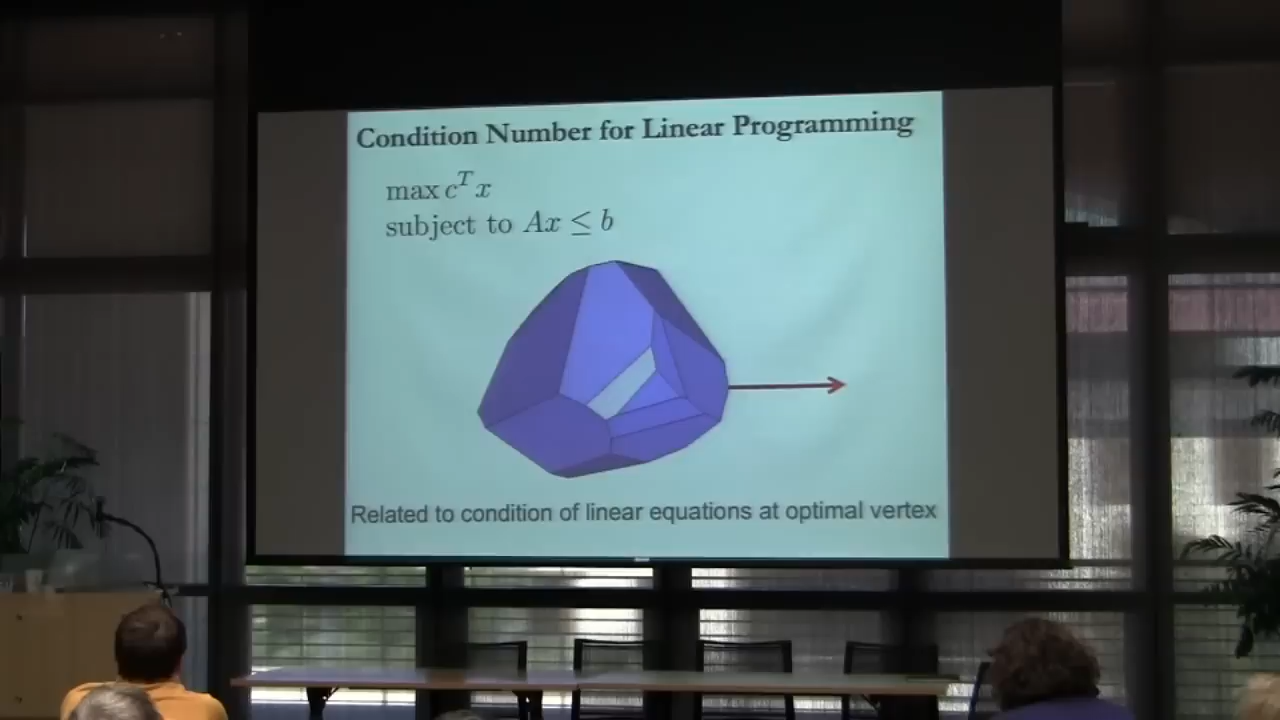 Condition Number for Linear Programming
max c^T x
subject to Ax ≤ b
Related to condition of linear equations at optimal vertex